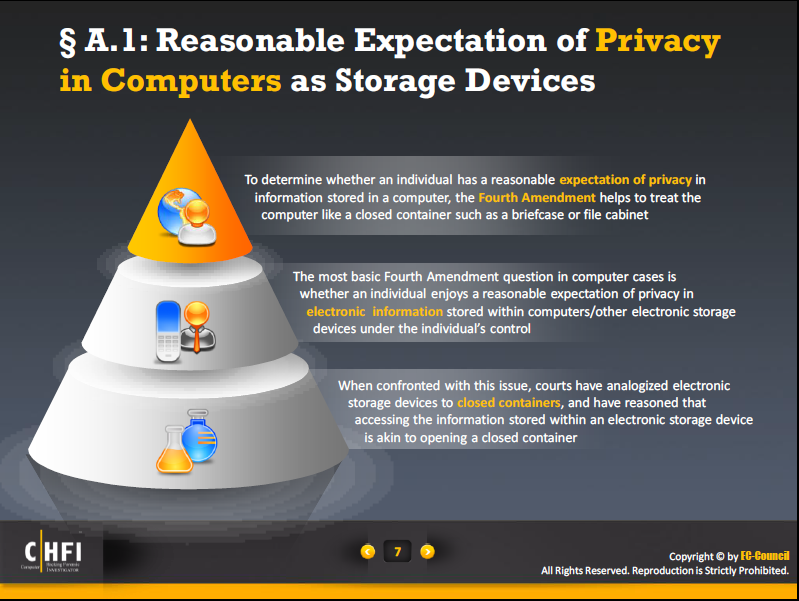 § A.1: Reasonable Expectation of Privacy
in Computers as Storage Devices
To determine whether an individual has a reasonable expectation of privacy in
information stored in a computer, the Fourth Amendment helps to treat the
computer like a closed container such as a briefcase or file cabinet
The most basic Fourth Amendment question in computer cases is
whether an individual enjoys a reasonable expectation of privacy in
electronic information stored within computers/other electronic storage
devices under the individual's control
When confronted with this issue, courts have analogized electronic
storage devices to closed containers, and have reasoned that
accessing the information stored within an electronic storage device
is akin to opening a closed container
CHFI
Computer Hacking Forensic
INVESTIGATOR
7
Copyright © by EC-Council
All Rights Reserved. Reproduction is Strictly Prohibited.